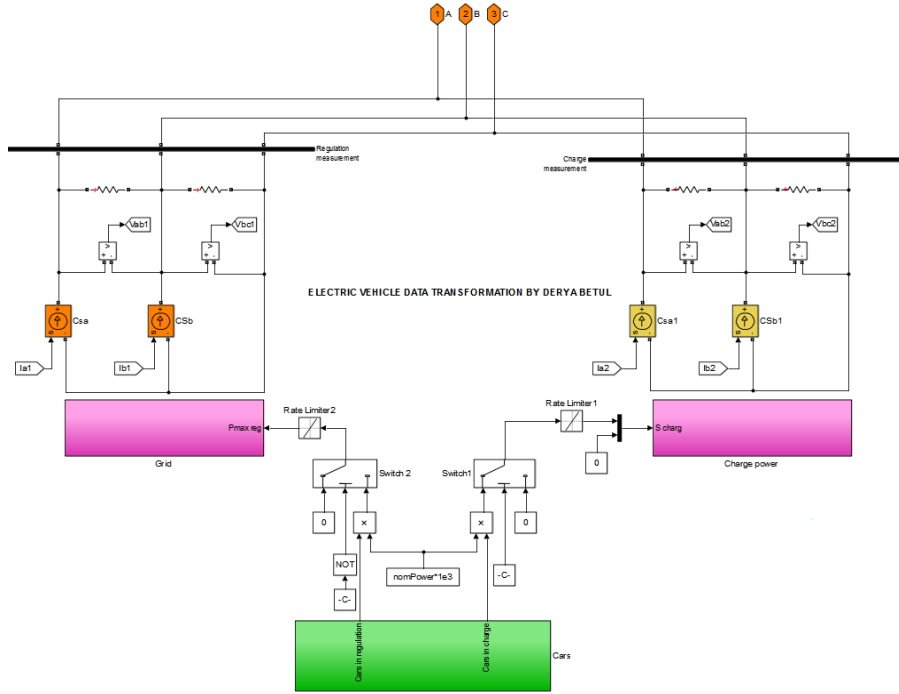 1 A 2 B 3 C
Regulation
measurement
Charge
measurement
Vab1
Vbc1
Vab2
Vbc2
> + -
> + -
> + -
> + -
ELECTRIC VEHICLE DATA TRANSFORMATION BY DERYA BETUL
+ s - Csa
+ s - CSb
+ s - Csa1
+ s - CSb1
Ia1
Ib1
Ia2
Ib2
Rate Limiter2
Rate Limiter1
Pmax reg
S charg
Grid
0
Charge power
Switch 2
Switch1
0
×
×
0
NOT
nomPower*1e3
-C-
-C-
Cars in regulation
Cars in charge
Cars